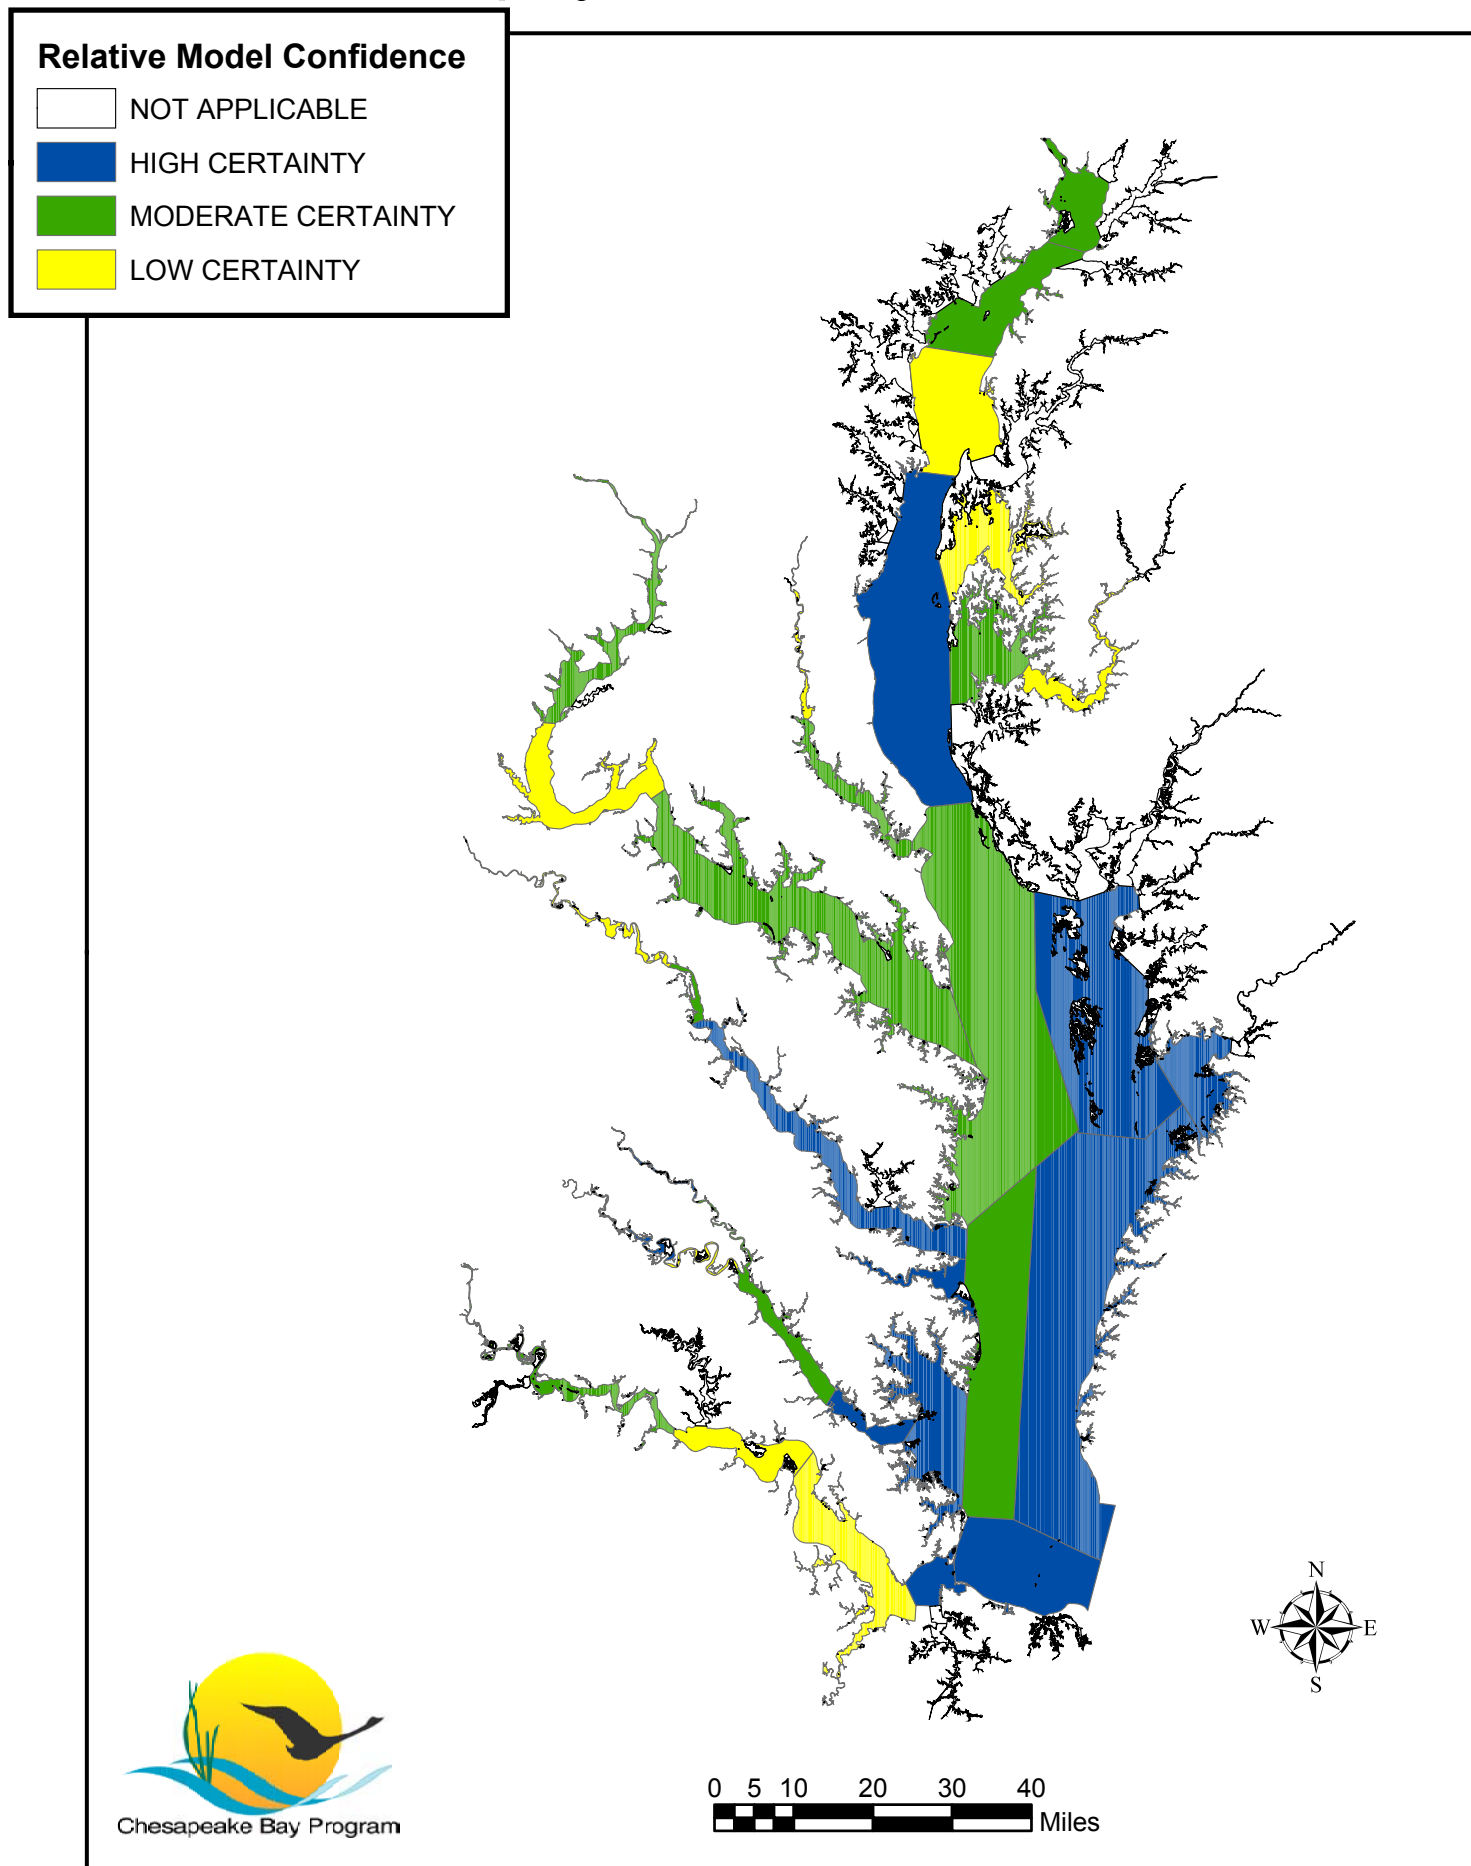 Relative Model Confidence
NOT APPLICABLE
HIGH CERTAINTY
MODERATE CERTAINTY
LOW CERTAINTY
N
W E
S
Chesapeake Bay Program
0 5 10 20 30 40
Miles